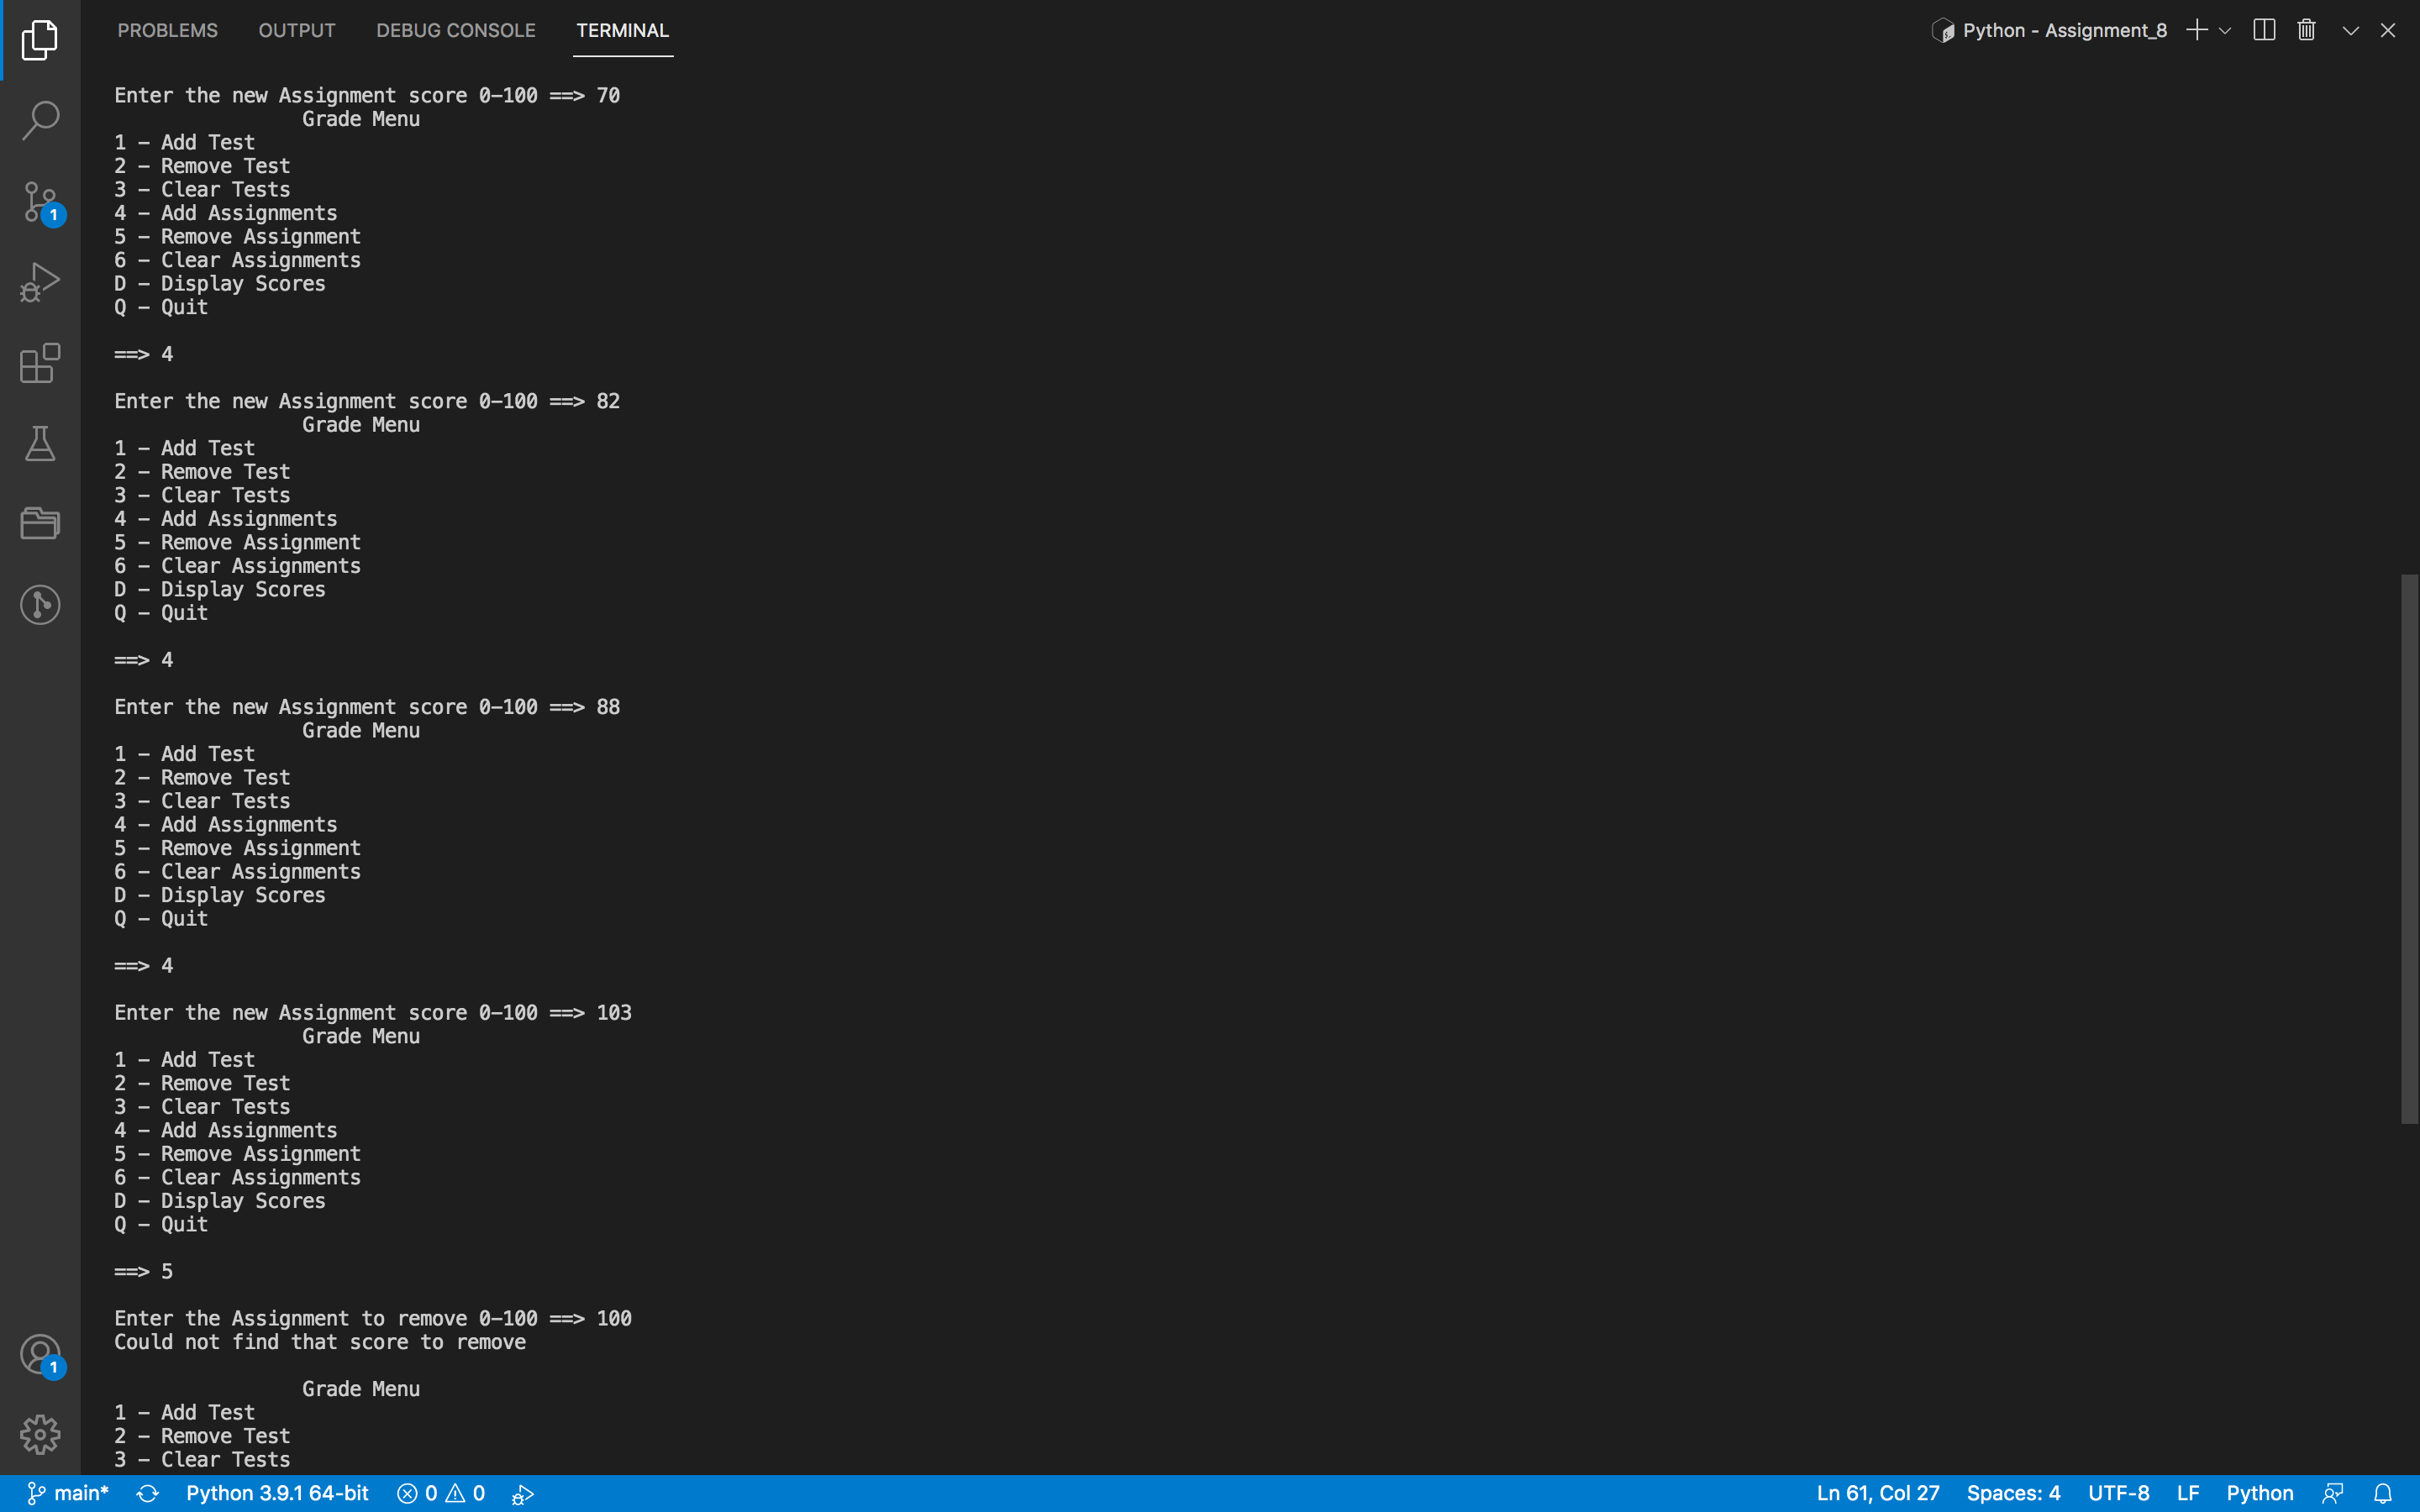 PROBLEMS OUTPUT DEBUG CONSOLE TERMINAL Python - Assignment_8
Enter the new Assignment score 0-100 ==> 70
Grade Menu
1 - Add Test
2 - Remove Test
3 - Clear Tests
4 - Add Assignments
5 - Remove Assignment
6 - Clear Assignments
D - Display Scores
Q - Quit
==> 4
Enter the new Assignment score 0-100 ==> 82
Grade Menu
1 - Add Test
2 - Remove Test
3 - Clear Tests
4 - Add Assignments
5 - Remove Assignment
6 - Clear Assignments
D - Display Scores
Q - Quit
==> 4
Enter the new Assignment score 0-100 ==> 88
Grade Menu
1 - Add Test
2 - Remove Test
3 - Clear Tests
4 - Add Assignments
5 - Remove Assignment
6 - Clear Assignments
D - Display Scores
Q - Quit
==> 4
Enter the new Assignment score 0-100 ==> 103
Grade Menu
1 - Add Test
2 - Remove Test
3 - Clear Tests
4 - Add Assignments
5 - Remove Assignment
6 - Clear Assignments
D - Display Scores
Q - Quit
==> 5
Enter the Assignment to remove 0-100 ==> 100
Could not find that score to remove
Grade Menu
1 - Add Test
2 - Remove Test
3 - Clear Tests
1
1
main* Python 3.9.1 64-bit 0 0 Ln 61, Col 27 Spaces: 4 UTF-8 LF Python